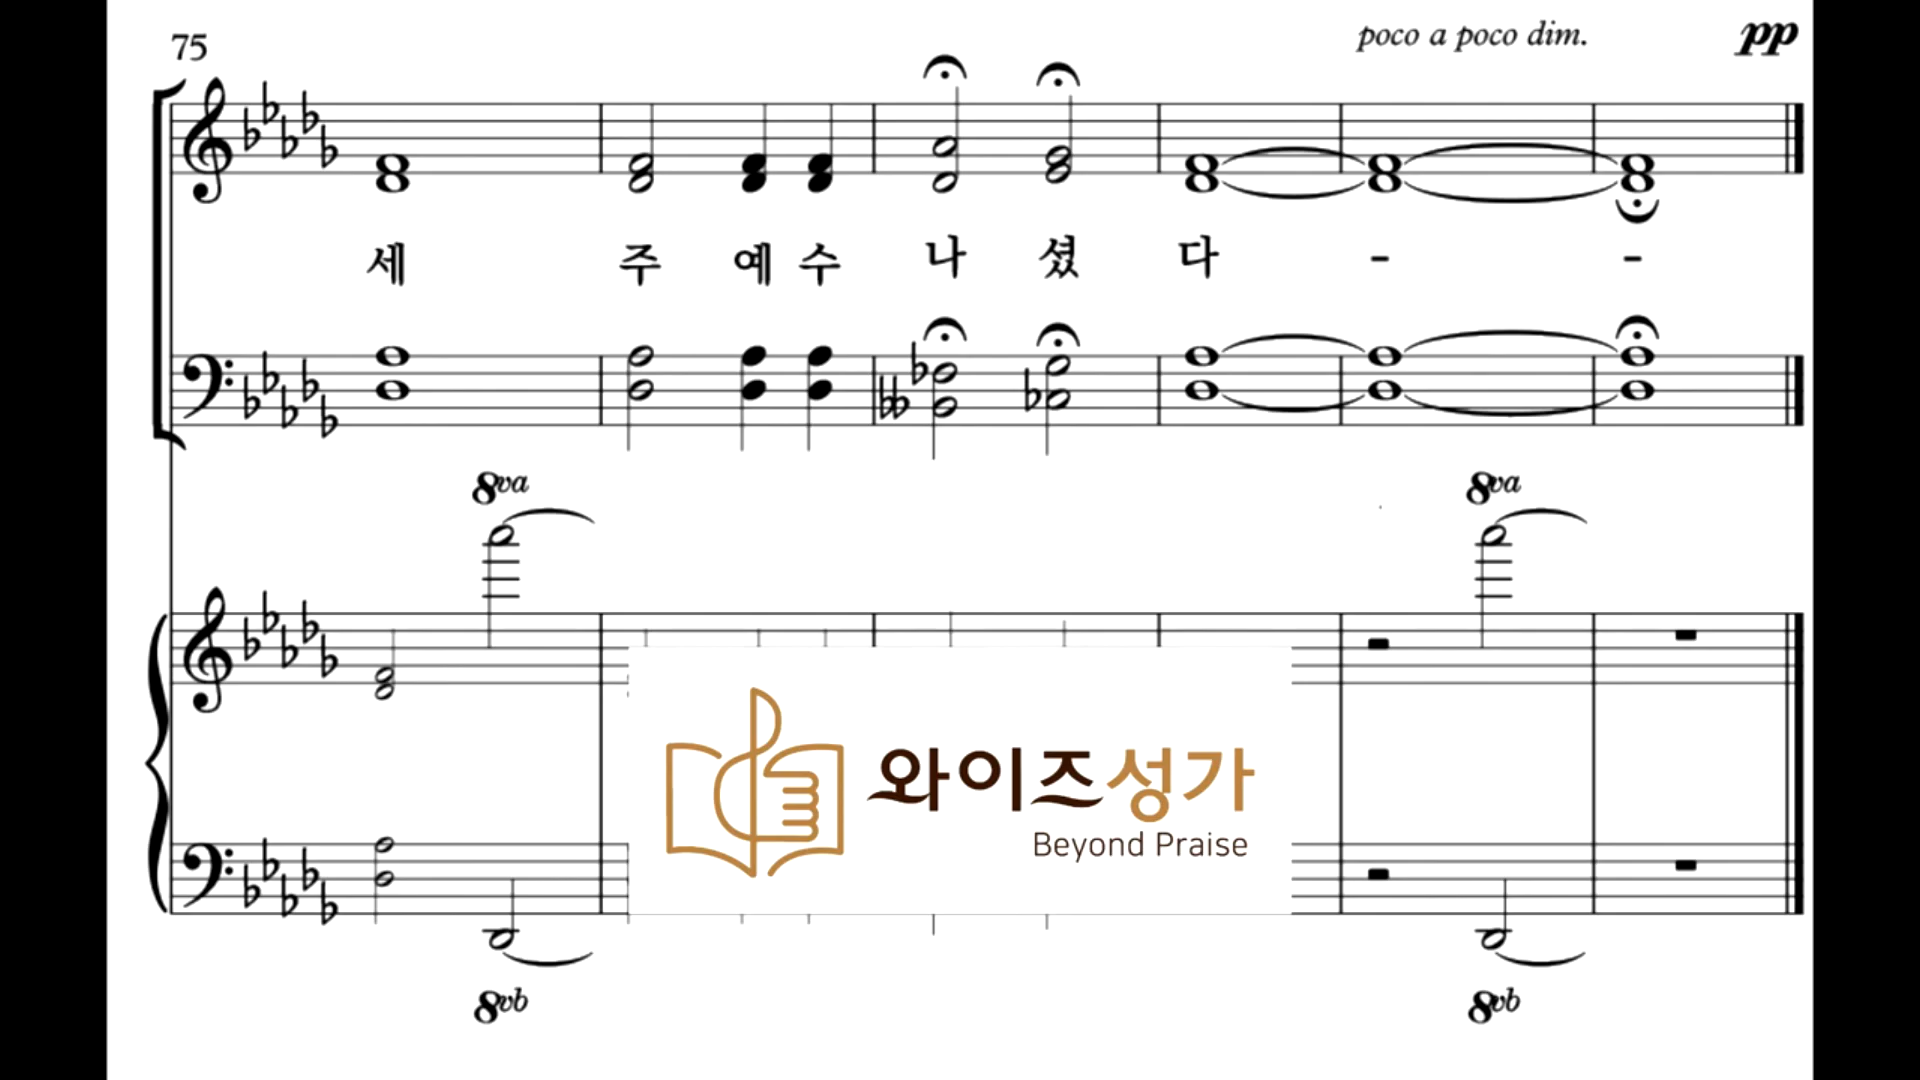 75
poco a poco dim. pp
세 주 예 수 나 셨 다 - -
8va 8va
와이즈성가
Beyond Praise
8vb 8vb